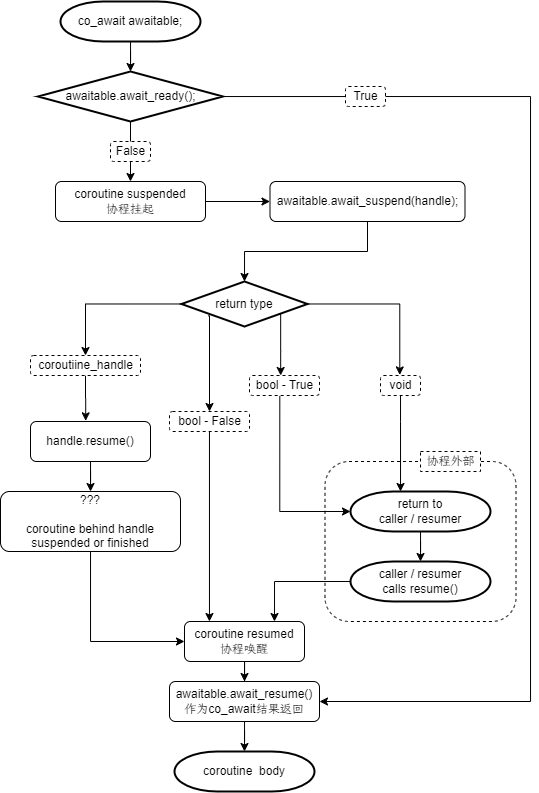 co_await awaitable;
awaitable.await_ready();
True
False
coroutine suspended
协程挂起
awaitable.await_suspend(handle);
return type
coroutiine_handle
bool - True
void
bool - False
handle.resume()
协程外部
???
coroutine behind handle
suspended or finished
return to
caller / resumer
caller / resumer
calls resume()
coroutine resumed
协程唤醒
awaitable.await_resume()
作为co_await结果返回
coroutine body